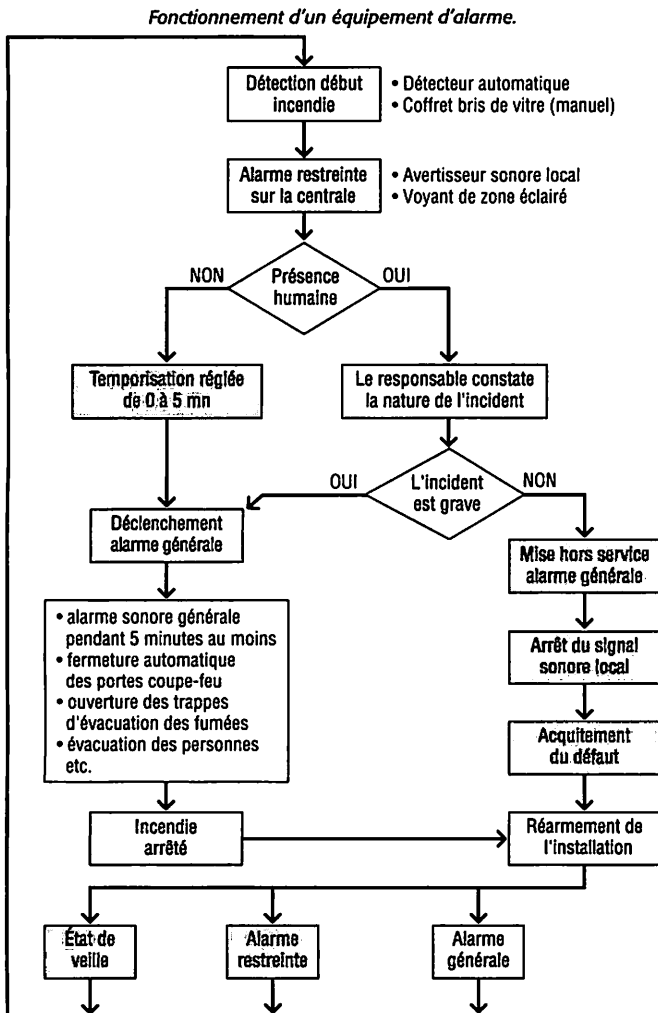 Fonctionnement d'un équipement d'alarme.
Détection début
incendie
• Détecteur automatique
• Coffret bris de vitre (manuel)
Alarme restreinte
sur la centrale
• Avertisseur sonore local
• Voyant de zone éclairé
NON
Présence
humaine
OUI
Temporisation réglée
de 0 à 5 mn
Le responsable constate
la nature de l'incident
OUI
L'incident
est grave
NON
Déclenchement
alarme générale
Mise hors service
alarme générale
• alarme sonore générale
pendant 5 minutes au moins
• fermeture automatique
des portes coupe-feu
• ouverture des trappes
d'évacuation des fumées
• évacuation des personnes
etc.
Arrêt du signal
sonore local
Acquitement
du défaut
Incendie
arrêté
Réarmement de
l'installation
État de
veille
Alarme
restreinte
Alarme
générale